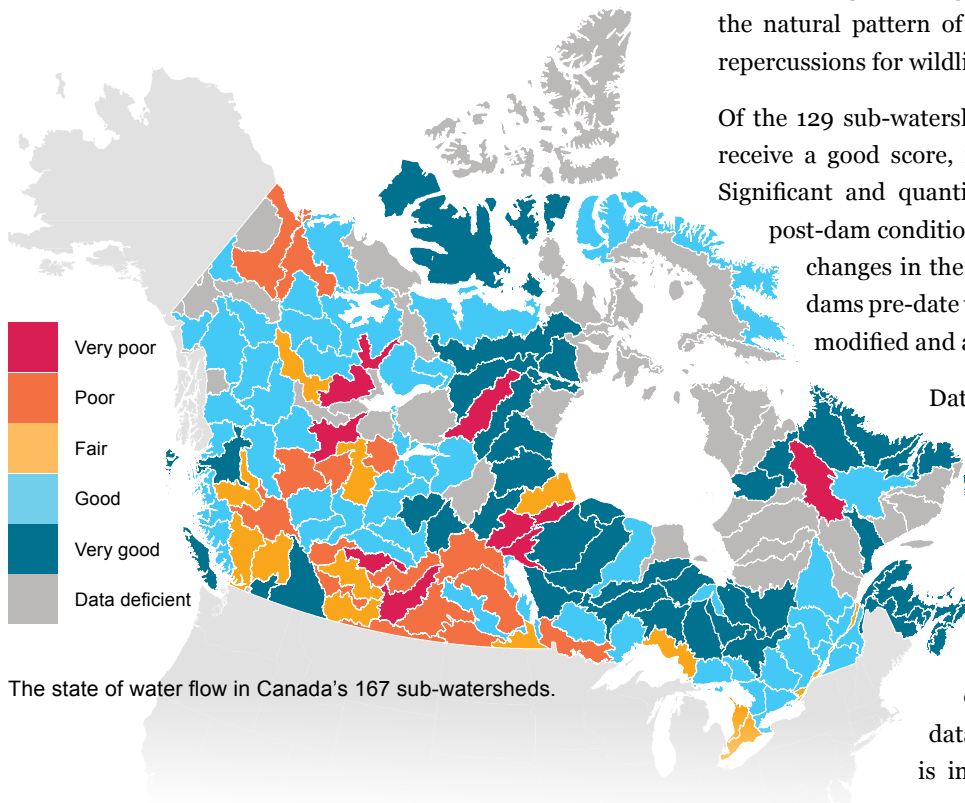 the natural pattern of
repercussions for wildli
Of the 129 sub-watersh
receive a good score,
Significant and quanti
post-dam condition
changes in the
dams pre-date
modified and a
Dat
Very poor
Poor
Fair
Good
Very good
Data deficient
The state of water flow in Canada's 167 sub-watersheds.
data
is in